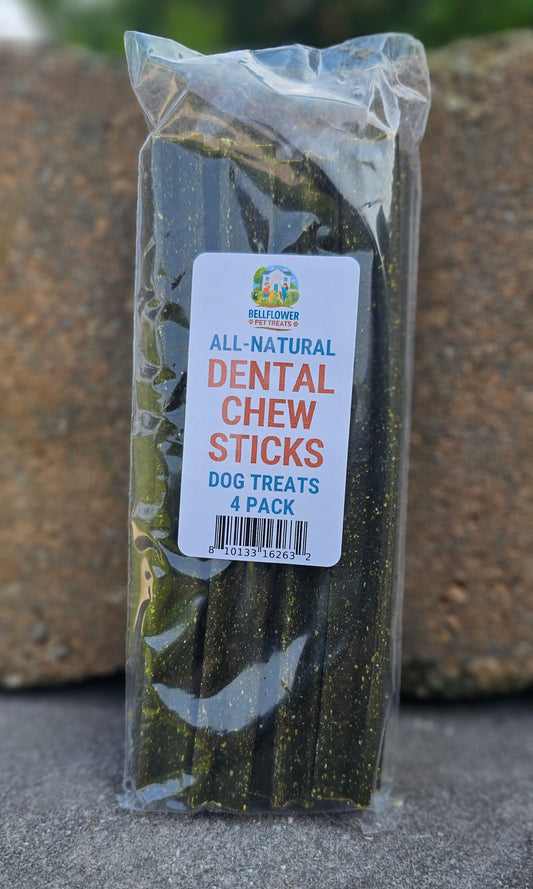 BELLFLOWER
PET TREATS
ALL-NATURAL
DENTAL
CHEW
STICKS
DOG TREATS
4 PACK
8 10133 16263 2